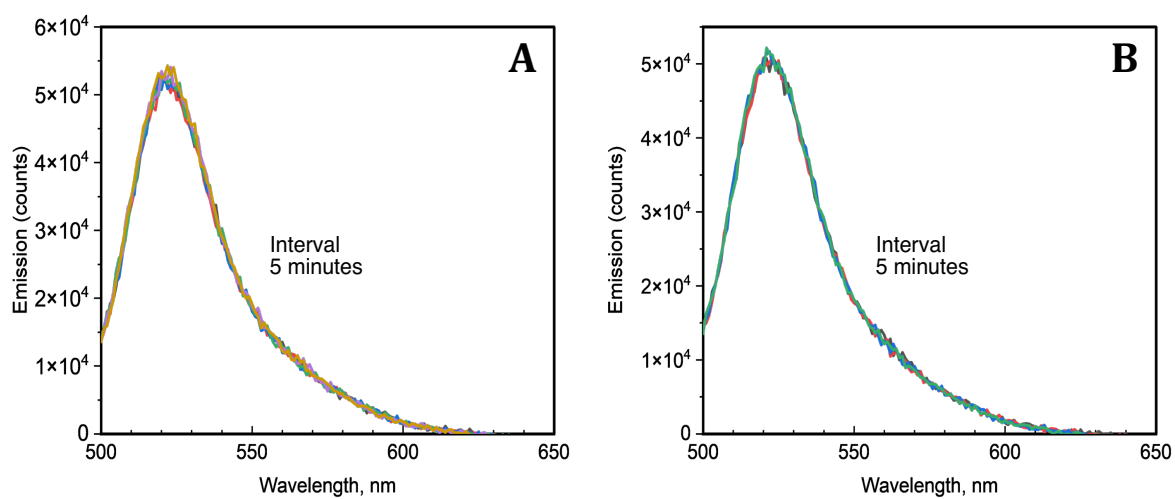 A
6×10⁴
5×10⁴
4×10⁴
3×10⁴
2×10⁴
1×10⁴
0
Emission (counts)
Interval
5 minutes
500
550
600
650
Wavelength, nm
B
5×10⁴
4×10⁴
3×10⁴
2×10⁴
1×10⁴
0
Emission (counts)
Interval
5 minutes
500
550
600
650
Wavelength, nm